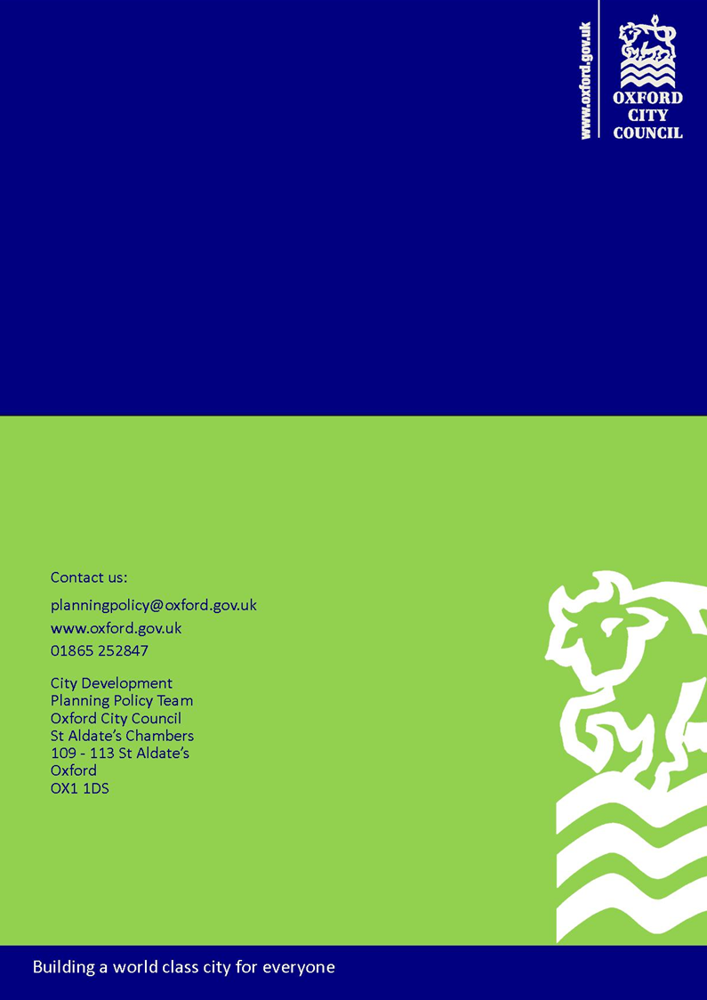 www.oxford.gov.uk
OXFORD
CITY
COUNCIL
Contact us:
planningpolicy@oxford.gov.uk
www.oxford.gov.uk
01865 252847
City Development
Planning Policy Team
Oxford City Council
St Aldate’s Chambers
109 - 113 St Aldate’s
Oxford
OX1 1DS
Building a world class city for everyone